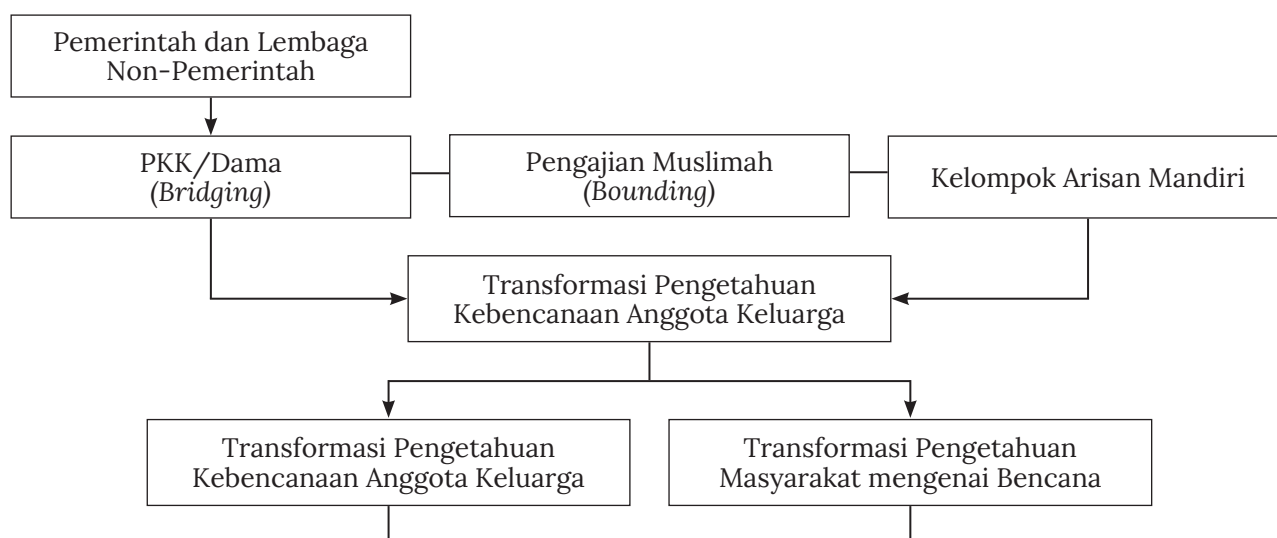 Pemerintah dan Lembaga
Non-Pemerintah
PKK/Dama
(Bridging)
Pengajian Muslimah
(Bounding)
Kelompok Arisan Mandiri
Transformasi Pengetahuan
Kebencanaan Anggota Keluarga
Transformasi Pengetahuan
Kebencanaan Anggota Keluarga
Transformasi Pengetahuan
Masyarakat mengenai Bencana